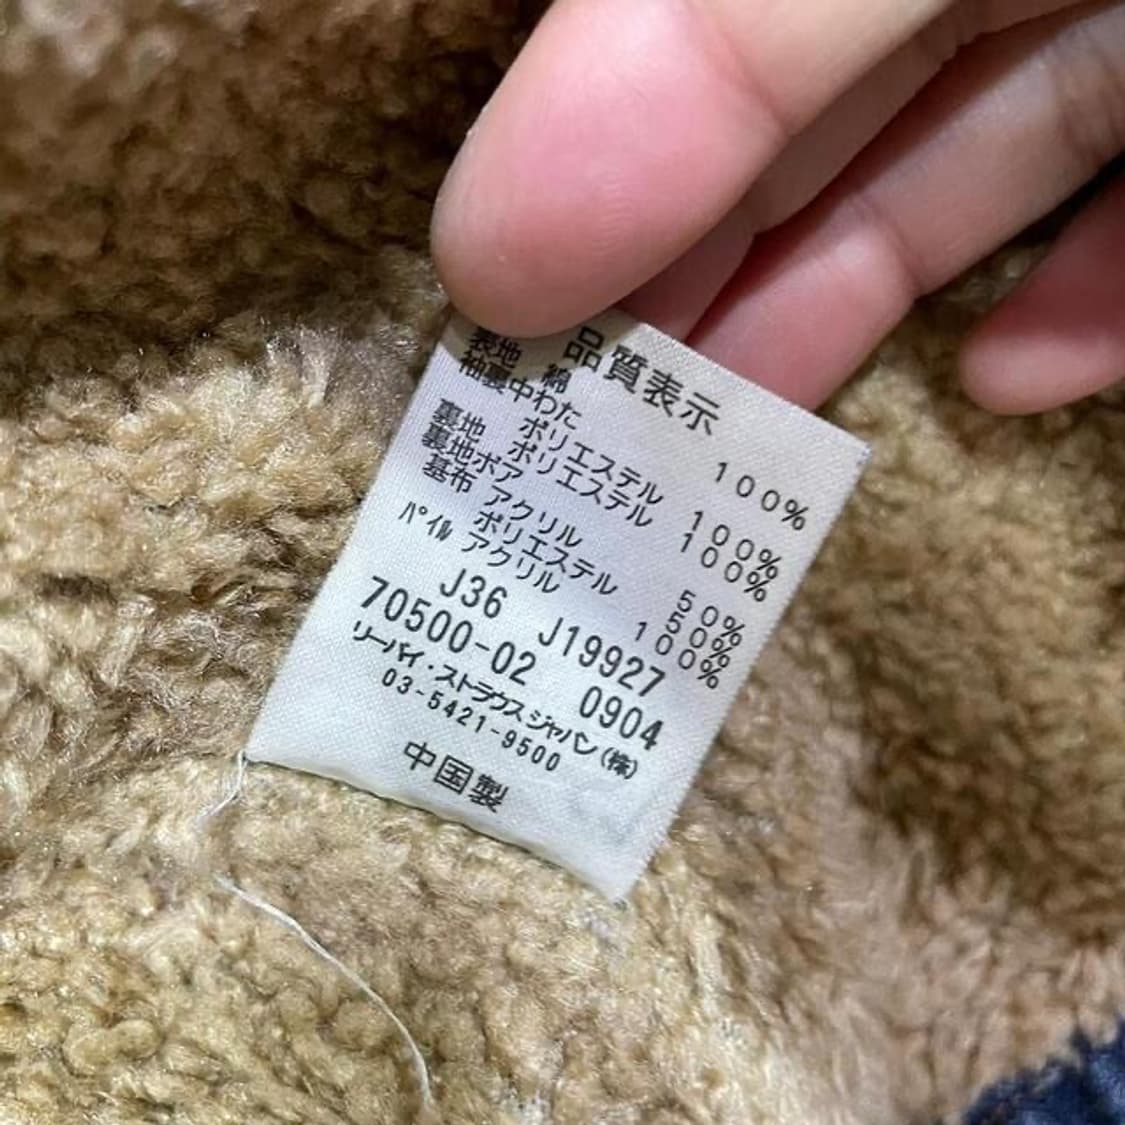 品質表示
表地 綿 100%
袖裏中わた
ポリエステル 100%
裏地 ポリエステル 100%
裏地ボア
基布 アクリル 50%
ポリエステル 50%
パイル アクリル 100%
J36 J19927
70500-02 0904
リーバイ・ストラウス ジャパン(株)
03-5421-9500
中国製